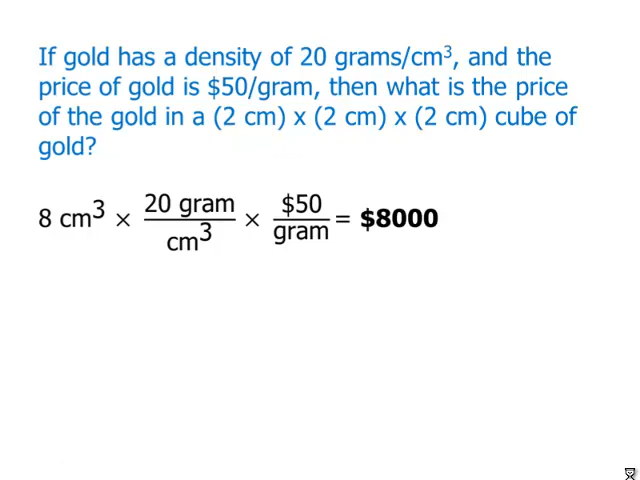 If gold has a density of 20 grams/cm³, and the
price of gold is $50/gram, then what is the price
of the gold in a (2 cm) x (2 cm) x (2 cm) cube of
gold?
8 cm³ × 20 gram/cm³ × $50/gram = $8000